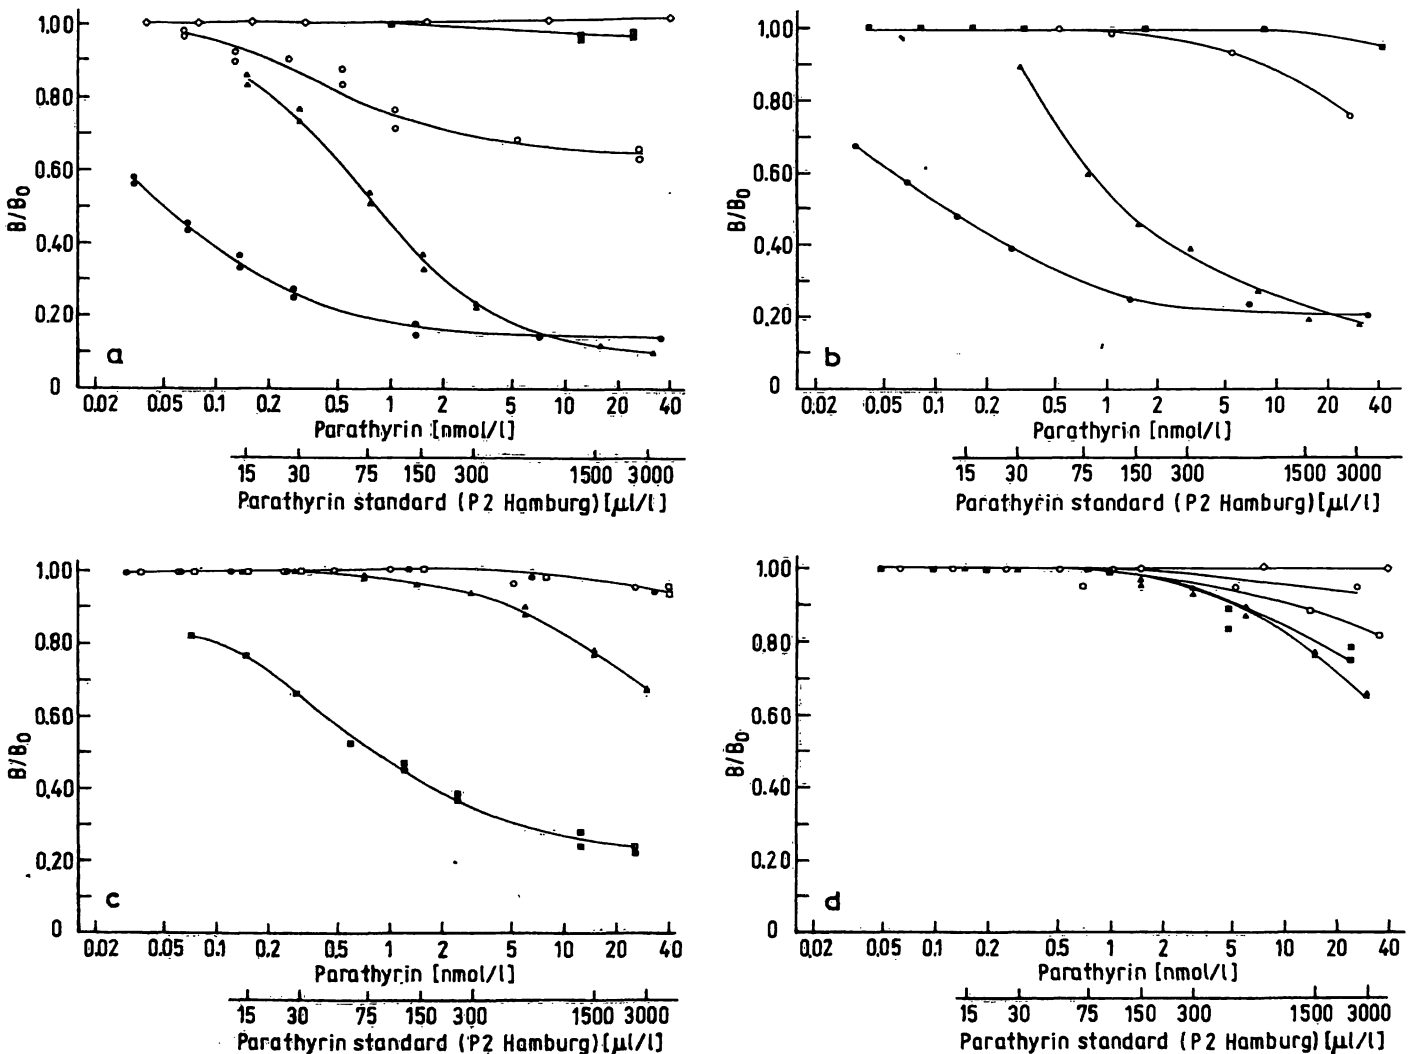 1.00
0.80
0.60
0.40
0.20
0
B/B0
a
0.02 0.05 0.1 0.2 0.5 1 2 5 10 20 40
Parathyrin [nmol/l]
15 30 75 150 300 1500 3000
Parathyrin standard (P2 Hamburg) [µl/l]
1.00
0.80
0.60
0.40
0.20
0
B/B0
b
0.02 0.05 0.1 0.2 0.5 1 2 5 10 20 40
Parathyrin [nmol/l]
15 30 75 150 300 1500 3000
Parathyrin standard (P2 Hamburg) [µl/l]
1.00
0.80
0.60
0.40
0.20
0
B/B0
c
0.02 0.05 0.1 0.2 0.5 1 2 5 10 20 40
Parathyrin [nmol/l]
15 30 75 150 300 1500 3000
Parathyrin standard (P2 Hamburg) [µl/l]
1.00
0.80
0.60
0.40
0.20
0
B/B0
d
0.02 0.05 0.1 0.2 0.5 1 2 5 10 20 40
Parathyrin [nmol/l]
15 30 75 150 300 1500 3000
Parathyrin standard (P2 Hamburg) [µl/l]